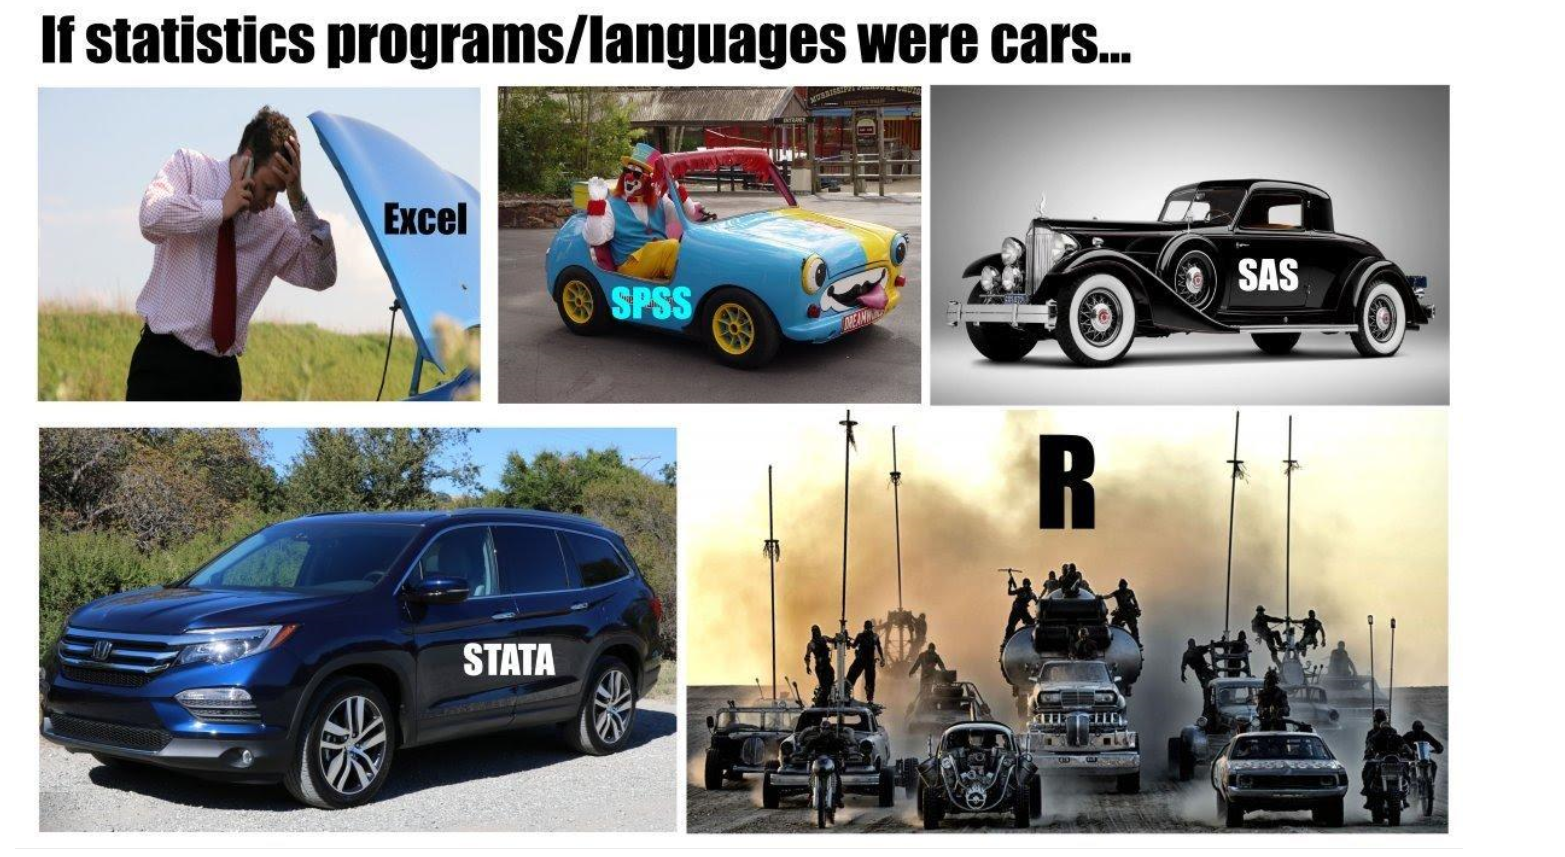 If statistics programs/languages were cars...
Excel
SPSS
SAS
STATA
R